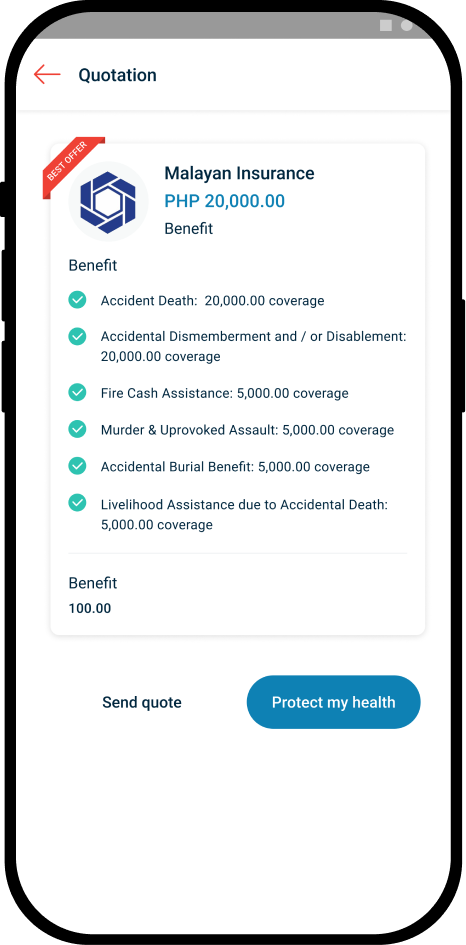 Quotation
BEST OFFER
Malayan Insurance
PHP 20,000.00
Benefit
Benefit
Accident Death: 20,000.00 coverage
Accidental Dismemberment and / or Disablement:
20,000.00 coverage
Fire Cash Assistance: 5,000.00 coverage
Murder & Uprovoked Assault: 5,000.00 coverage
Accidental Burial Benefit: 5,000.00 coverage
Livelihood Assistance due to Accidental Death:
5,000.00 coverage
Benefit
100.00
Send quote
Protect my health